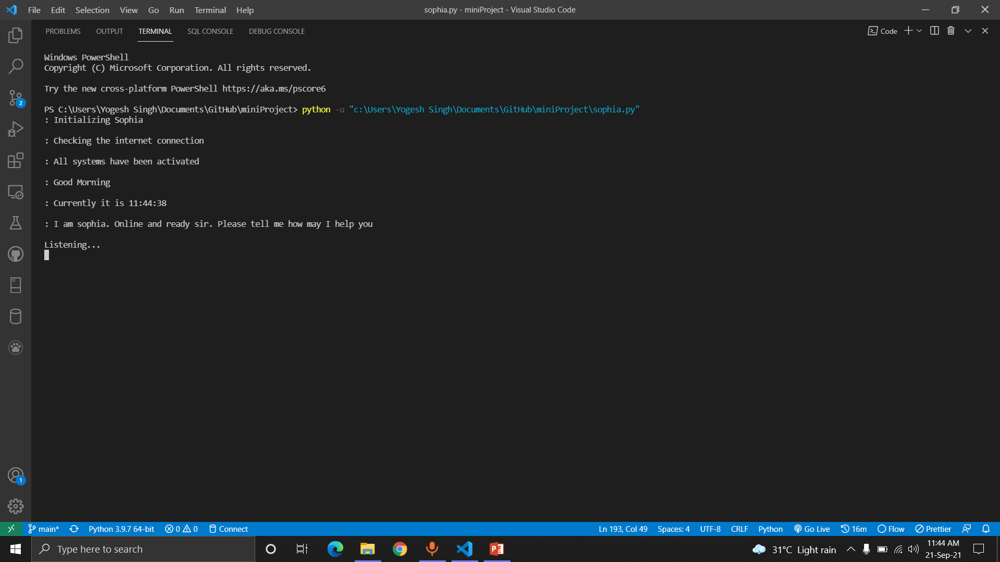 File Edit Selection View Go Run Terminal Help
sophia.py - miniProject - Visual Studio Code
PROBLEMS OUTPUT TERMINAL SQL CONSOLE DEBUG CONSOLE
Code
Windows PowerShell
Copyright (C) Microsoft Corporation. All rights reserved.
Try the new cross-platform PowerShell https://aka.ms/pscore6
PS C:\Users\Yogesh Singh\Documents\GitHub\miniProject> python -u "c:\Users\Yogesh Singh\Documents\GitHub\miniProject\sophia.py"
: Initializing Sophia
: Checking the internet connection
: All systems have been activated
: Good Morning
: Currently it is 11:44:38
: I am sophia. Online and ready sir. Please tell me how may I help you
Listening...
2
1
main* Python 3.9.7 64-bit 0 0 Connect
Ln 193, Col 49 Spaces: 4 UTF-8 CRLF Python Go Live 16m Flow Prettier
Type here to search
31°C Light rain
11:44 AM
21-Sep-21